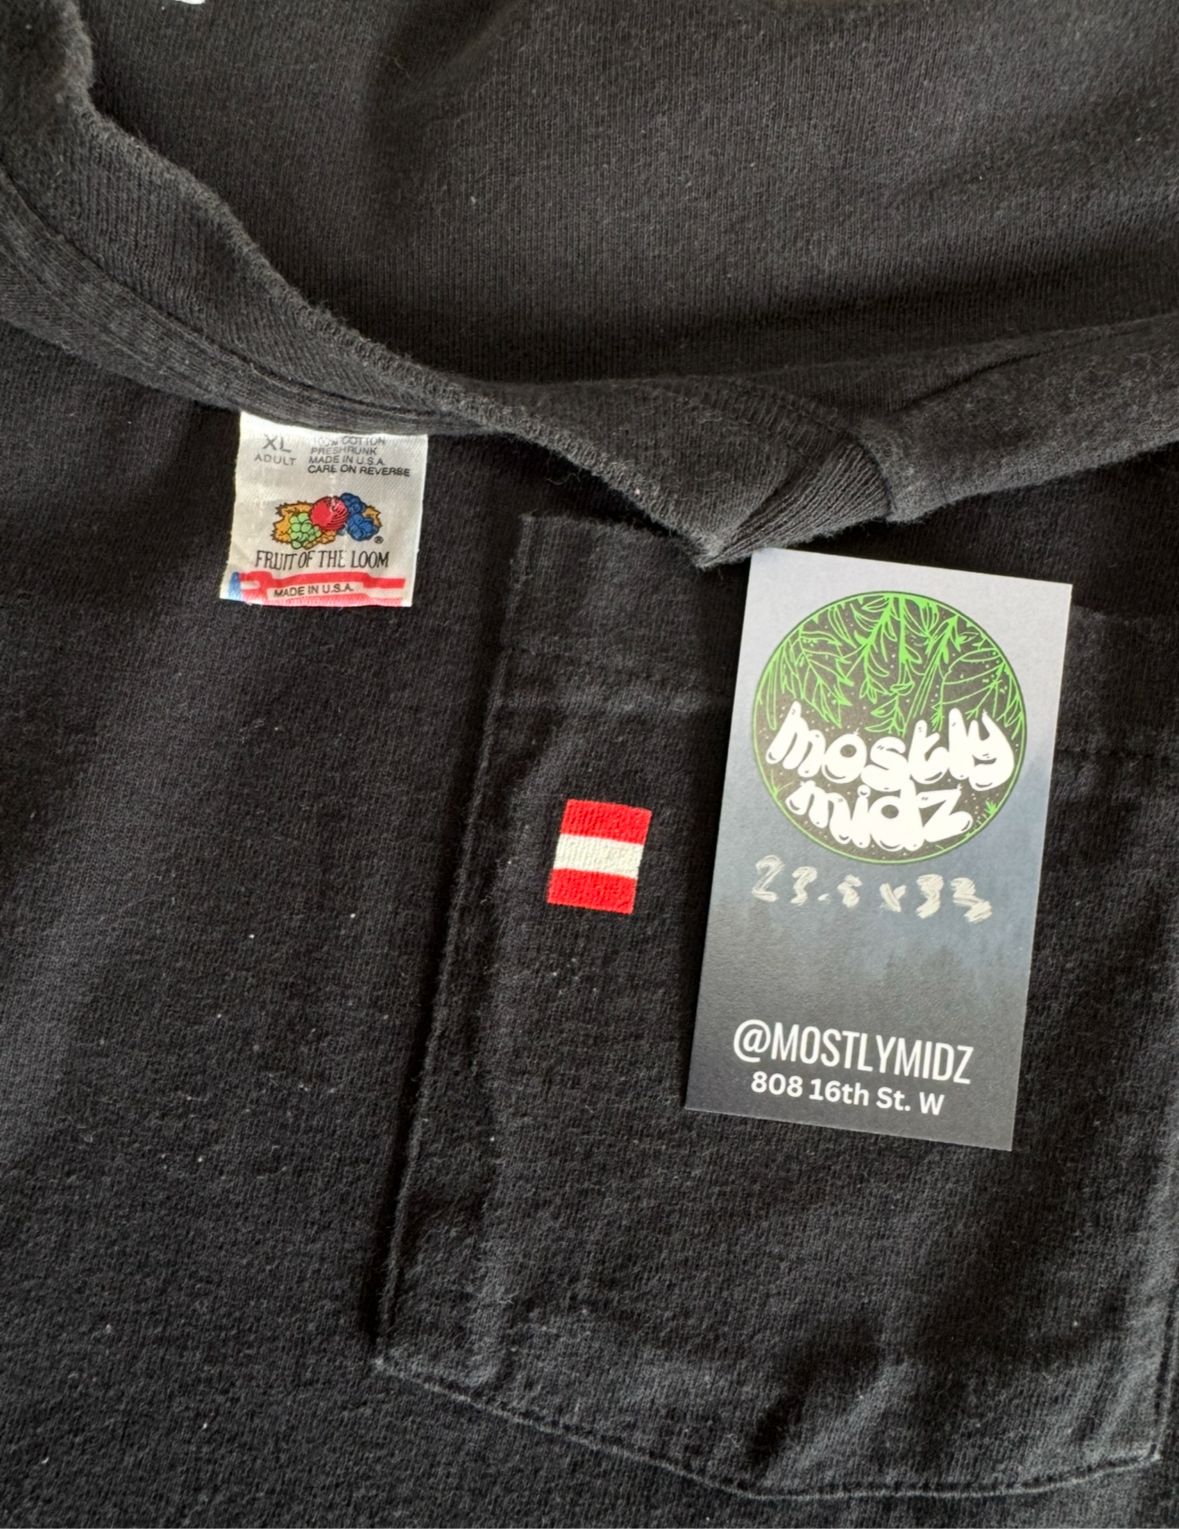 XL
ADULT
100% COTTON
PRESHRUNK
MADE IN U.S.A.
CARE ON REVERSE
®
FRUIT OF THE LOOM
MADE IN U.S.A.
mostly
midz
23.5 x 33
@MOSTLYMIDZ
808 16th St. W